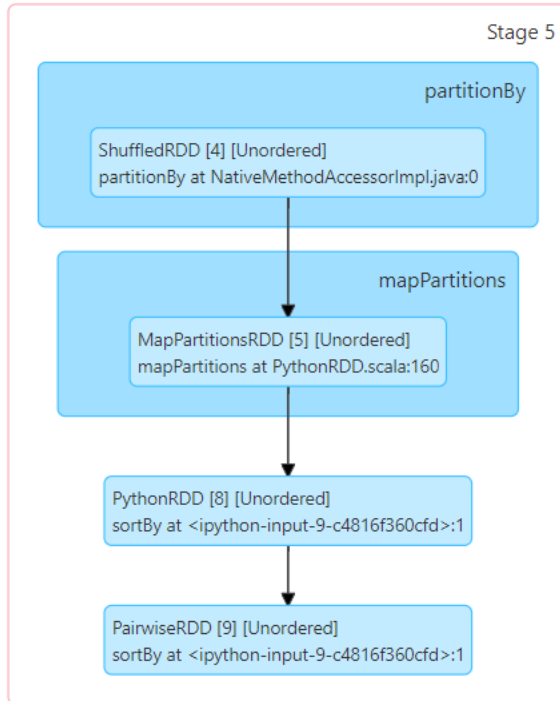 Stage 5
partitionBy
ShuffledRDD [4] [Unordered]
partitionBy at NativeMethodAccessorImpl.java:0
mapPartitions
MapPartitionsRDD [5] [Unordered]
mapPartitions at PythonRDD.scala:160
PythonRDD [8] [Unordered]
sortBy at <ipython-input-9-c4816f360cfd>:1
PairwiseRDD [9] [Unordered]
sortBy at <ipython-input-9-c4816f360cfd>:1